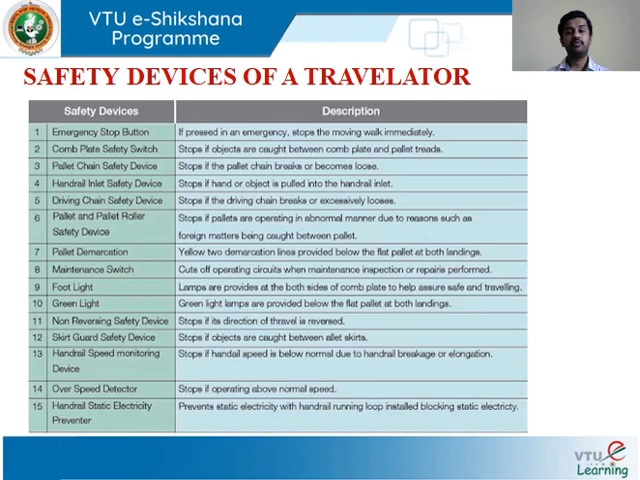 VTU e-Shikshana
Programme
SAFETY DEVICES OF A TRAVELATOR
Safety Devices Description
1 Emergency Stop Button If pressed in an emergency, stops the moving walk immediately.
2 Comb Plate Safety Switch Stops if objects are caught between comb plate and pallet treads.
3 Pallet Chain Safety Device Stops if the pallet chain breaks or becomes loose.
4 Handrail Inlet Safety Device Stops if hand or object is pulled into the handrail inlet.
5 Driving Chain Safety Device Stops if the driving chain breaks or excessively looses.
6 Pallet and Pallet Roller Stops if pallets are operating in abnormal manner due to reasons such as
Safety Device foreign matters being caught between pallet.
7 Pallet Demarcation Yellow two demarcation lines provided below the flat pallet at both landings.
8 Maintenance Switch Cuts off operating circuits when maintenance inspection or repairis performed.
9 Foot Light Lamps are provides at the both sides of comb plate to help assure safe and travelling.
10 Green Light Green light lamps are provided below the flat pallet at both landings.
11 Non Reversing Safety Device Stops if its direction of thravel is reversed.
12 Skirt Guard Safety Device Stops if objects are caught between allet skirts.
13 Handrail Speed monitoring Stops if handail speed is below normal due to handrail breakage or elongation.
Device
14 Over Speed Detector Stops if operating above normal speed.
15 Handrail Static Electricity Prevents static electricity with handrail running loop installed blocking static electricty.
Preventer
VTU e
Learning